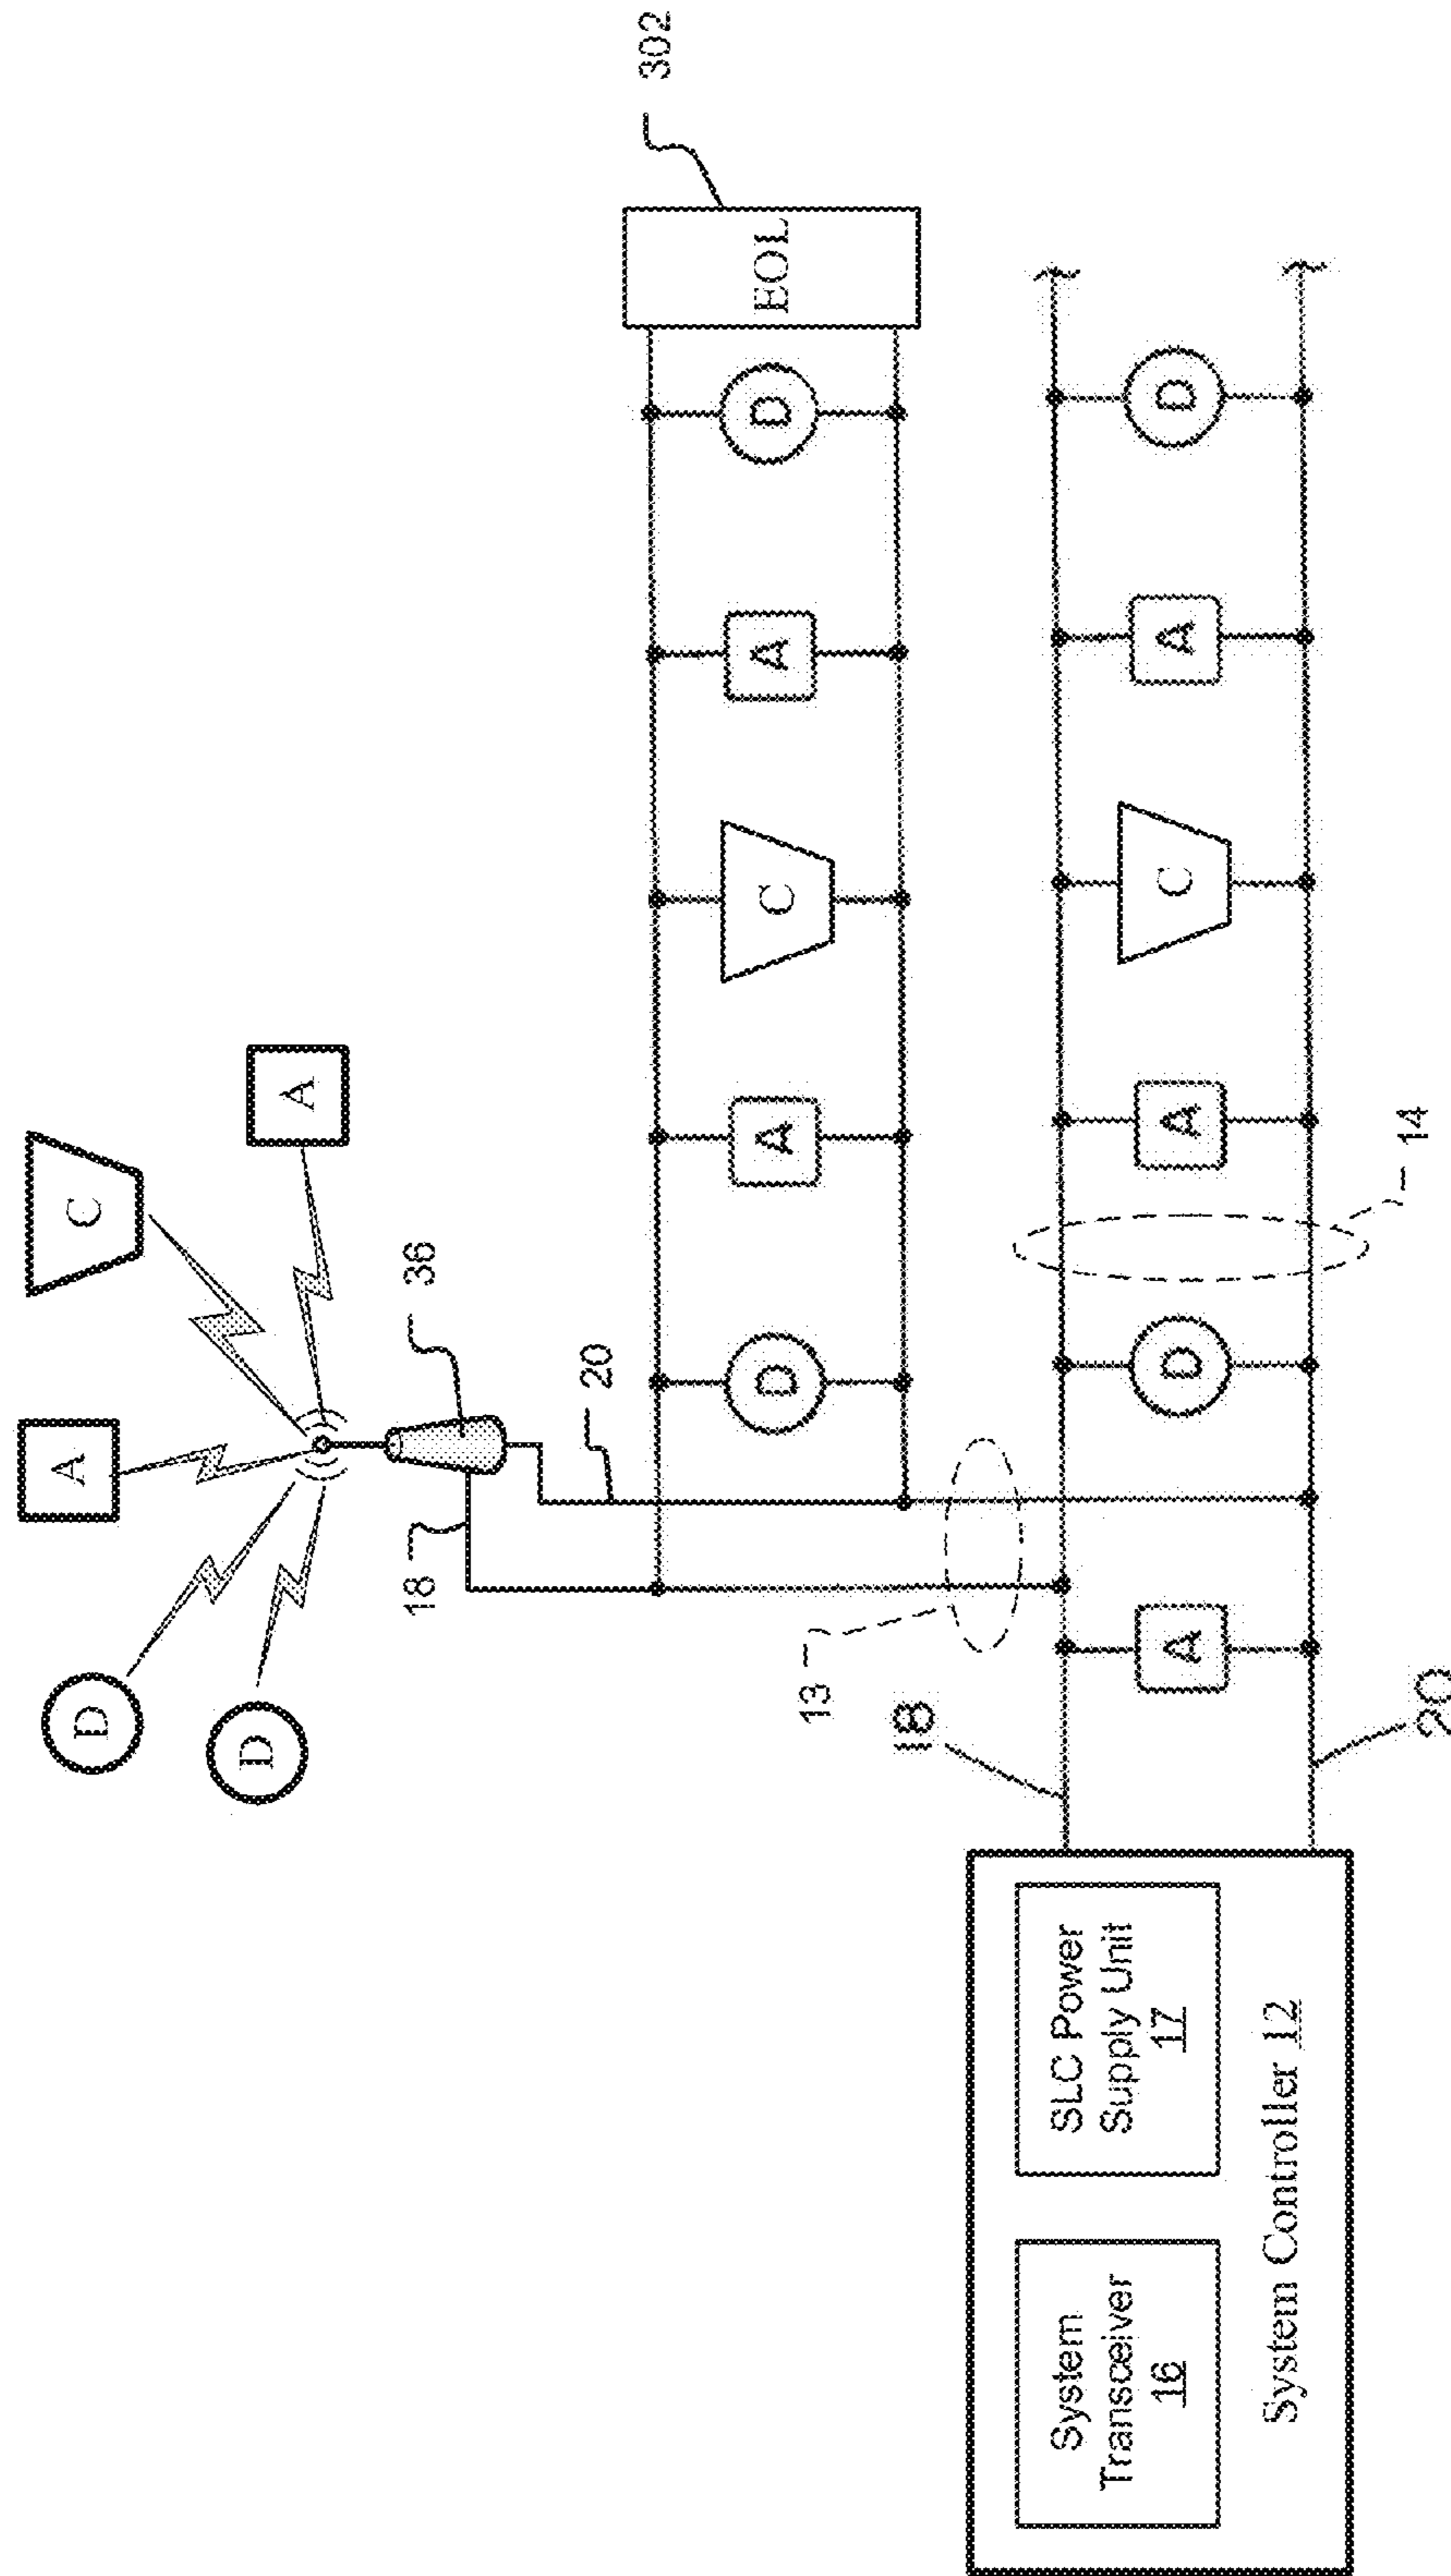 D
A
C
A
D
18
36
20
D
A
C
A
D
EOL
302
13
18
A
D
A
C
A
D
14
20
System
Transceiver
16
SLC Power
Supply Unit
17
System Controller 12